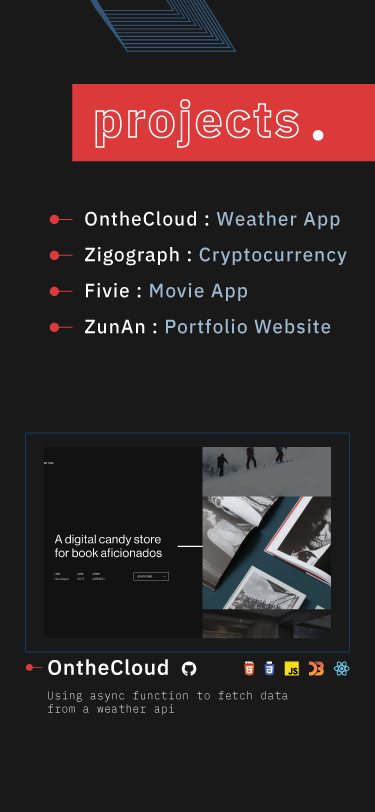 projects.
OntheCloud : Weather App
Zigograph : Cryptocurrency
Fivie : Movie App
ZunAn : Portfolio Website
A digital candy store
for book aficionados
OntheCloud
JS
Using async function to fetch data
from a weather api